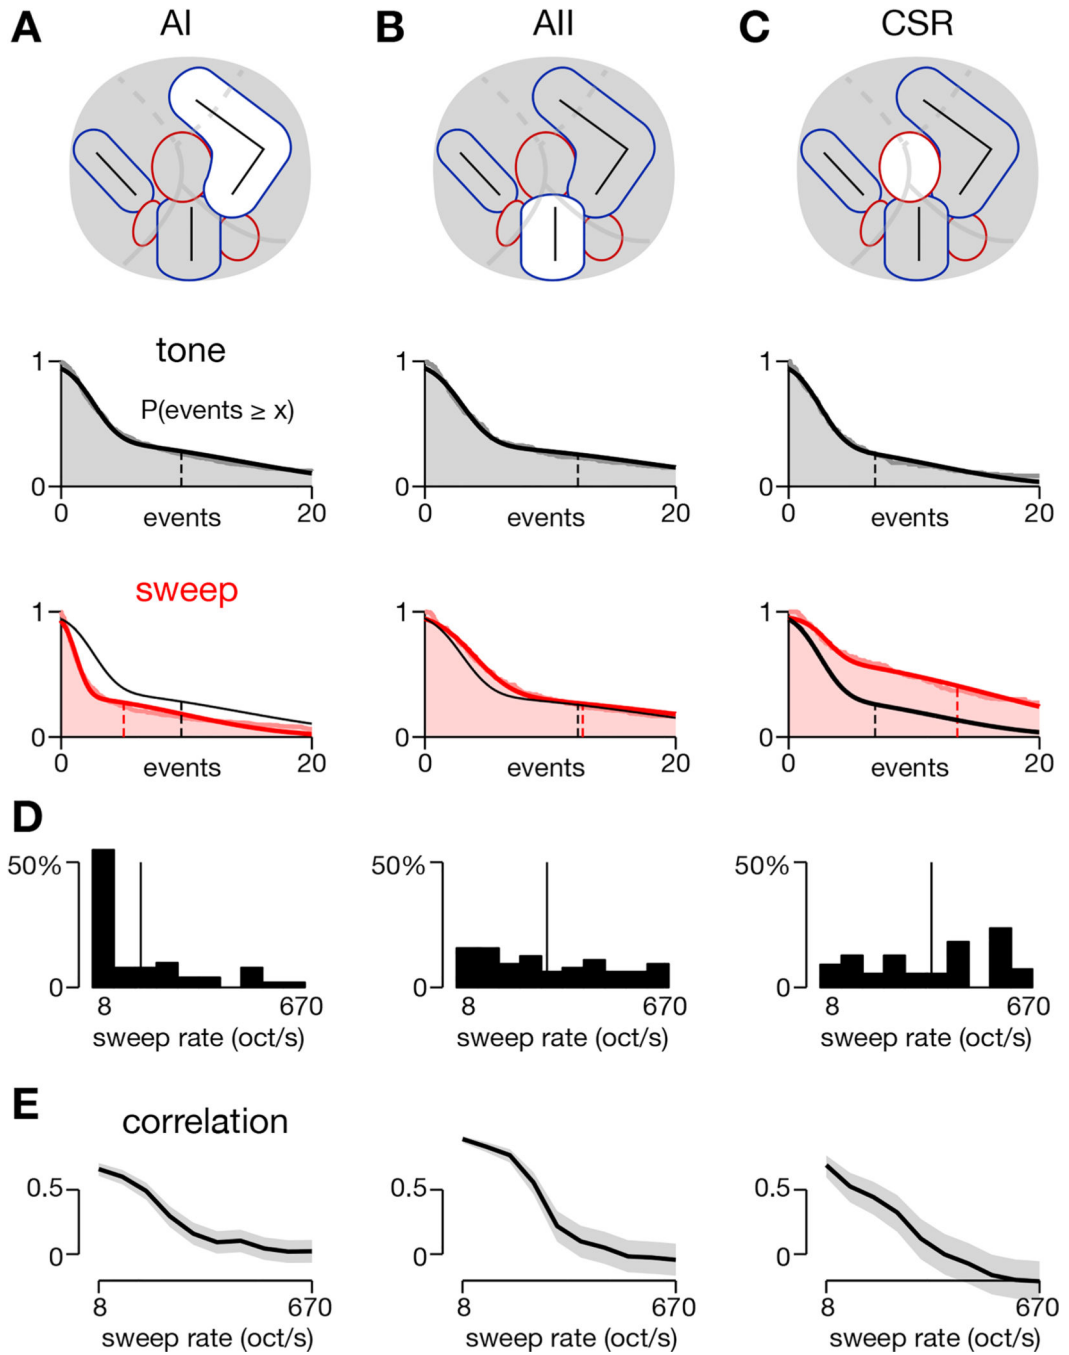 A AI
B AII
C CSR
tone
P(events ≥ x)
1
0
0 events 20
1
0
0 events 20
1
0
0 events 20
sweep
1
0
0 events 20
1
0
0 events 20
1
0
0 events 20
D
50%
0
8 670
sweep rate (oct/s)
50%
0
8 670
sweep rate (oct/s)
50%
0
8 670
sweep rate (oct/s)
E
correlation
0.5
0
8 670
sweep rate (oct/s)
0.5
0
8 670
sweep rate (oct/s)
0.5
0
8 670
sweep rate (oct/s)